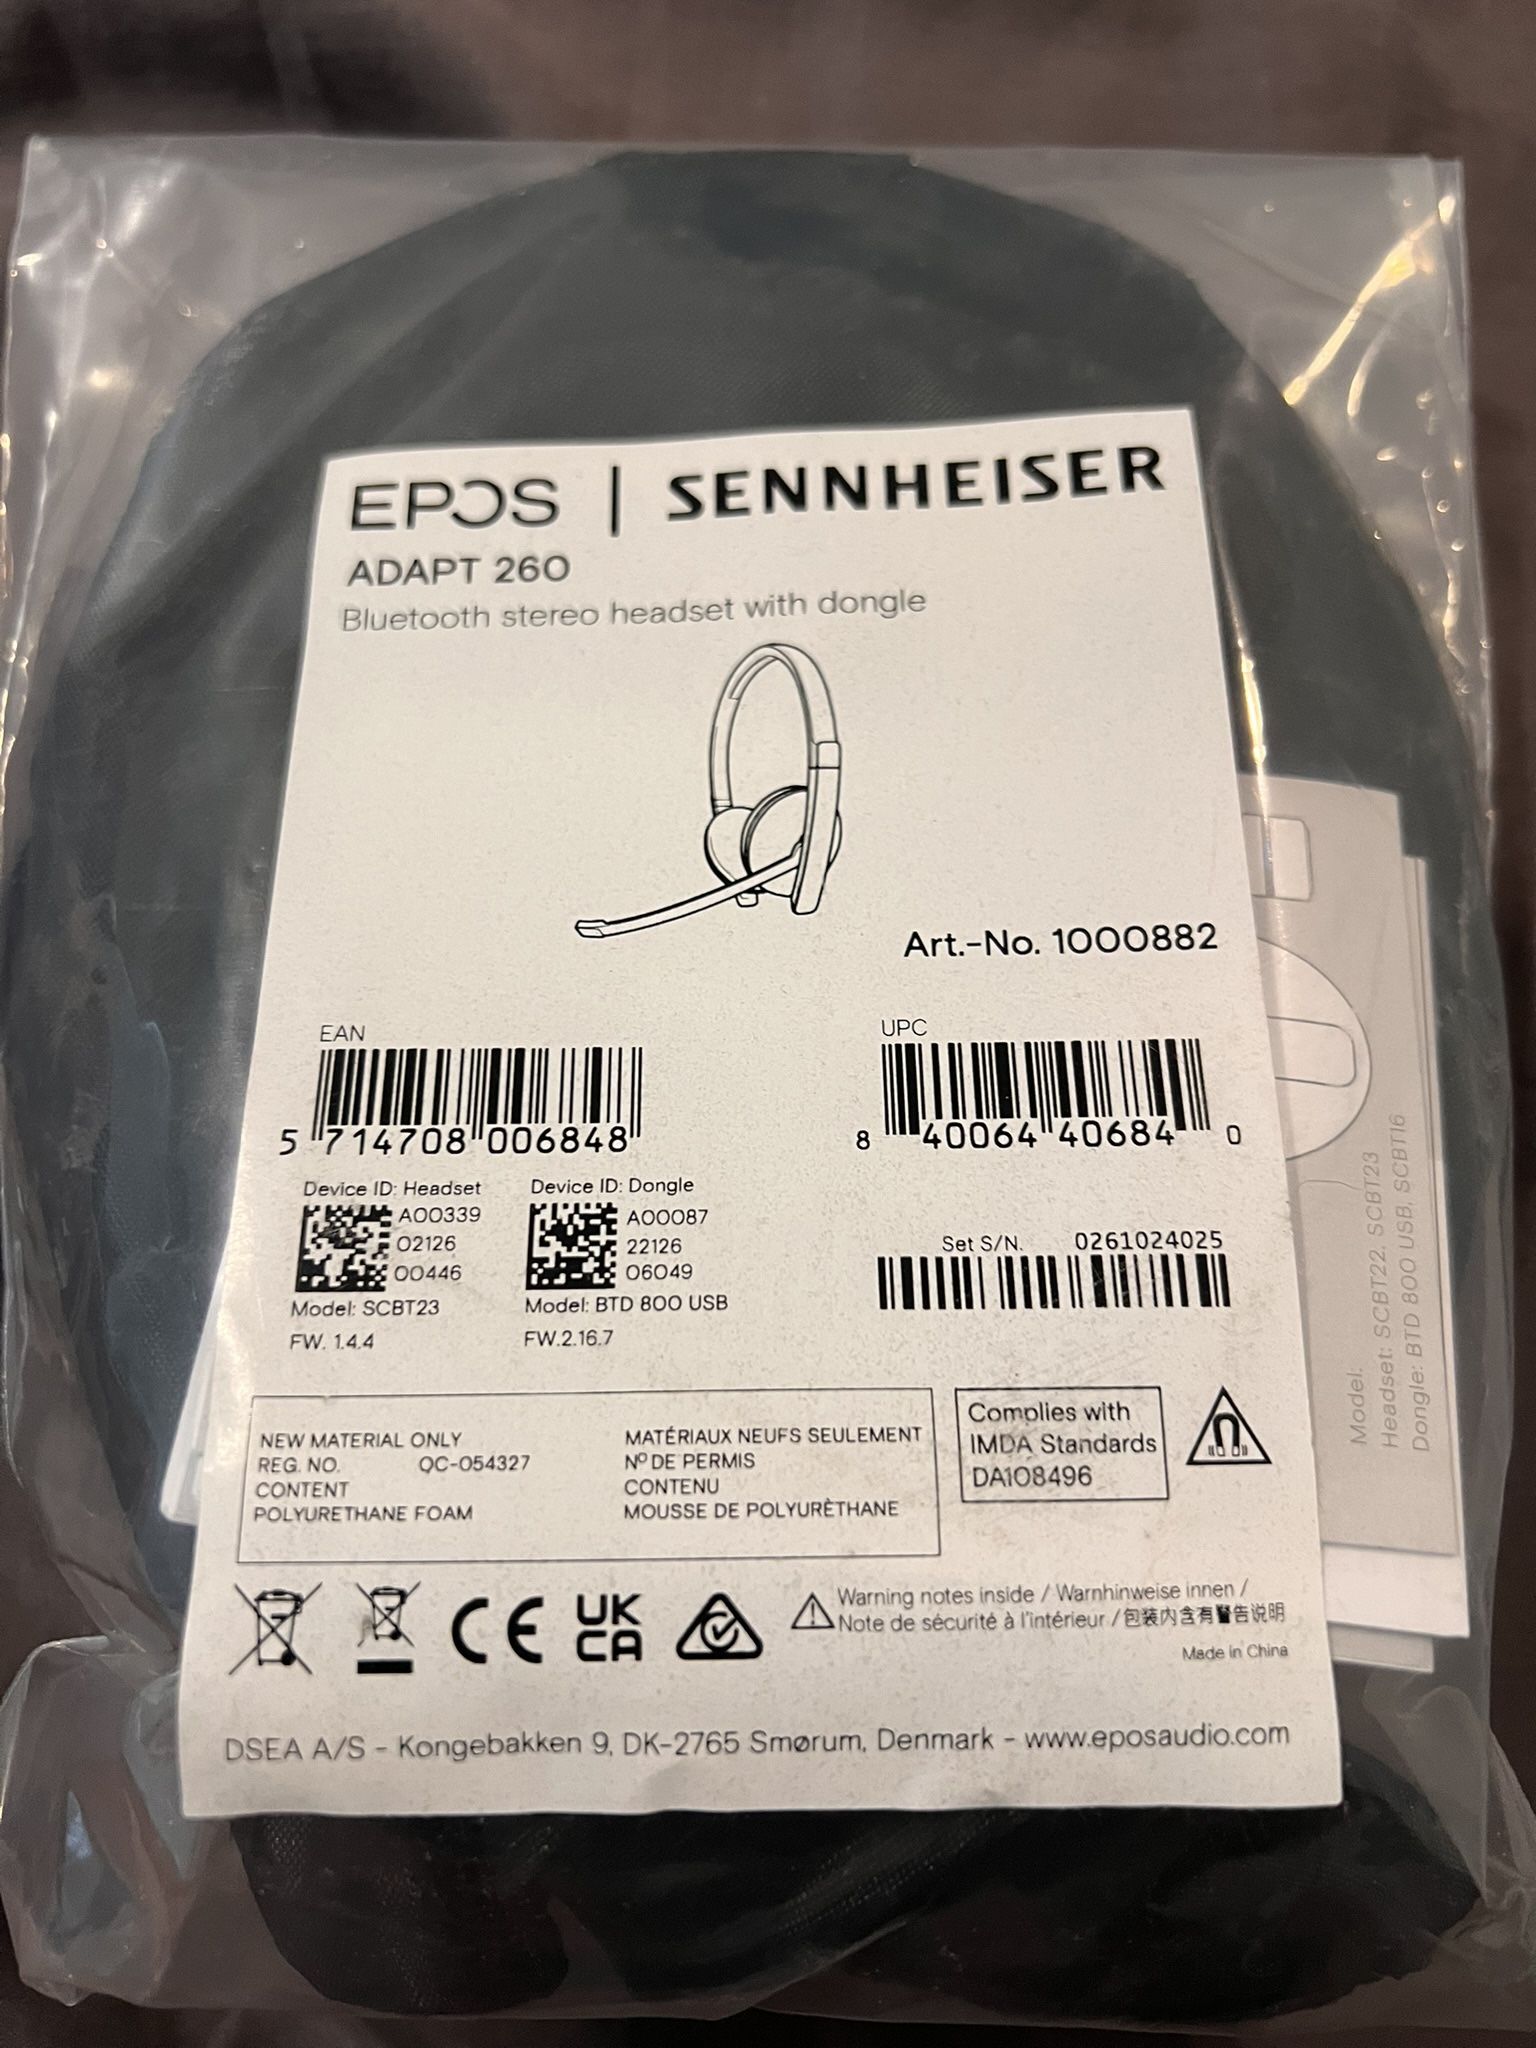 EPOS | SENNHEISER
ADAPT 260
Bluetooth stereo headset with dongle
Art.-No. 1000882
EAN
5 714708 006848
UPC
8 40064 40684 0
Device ID: Headset
A00339
02126
00446
Model: SCBT23
FW. 1.4.4
Device ID: Dongle
A00087
22126
06049
Model: BTD 800 USB
FW.2.16.7
Set S/N. 0261024025
NEW MATERIAL ONLY
REG. NO. QC-054327
CONTENT
POLYURETHANE FOAM
MATÉRIAUX NEUFS SEULEMENT
Nº DE PERMIS
CONTENU
MOUSSE DE POLYURÈTHANE
Complies with
IMDA Standards
DA108496
CE
UK
CA
Warning notes inside / Warnhinweise innen /
Note de sécurité à l'intérieur / 包装内含有警告说明
Made in China
DSEA A/S - Kongebakken 9, DK-2765 Smørum, Denmark - www.eposaudio.com
Model:
Headset: SCBT22, SCBT23
Dongle: BTD 800 USB, SCBT16